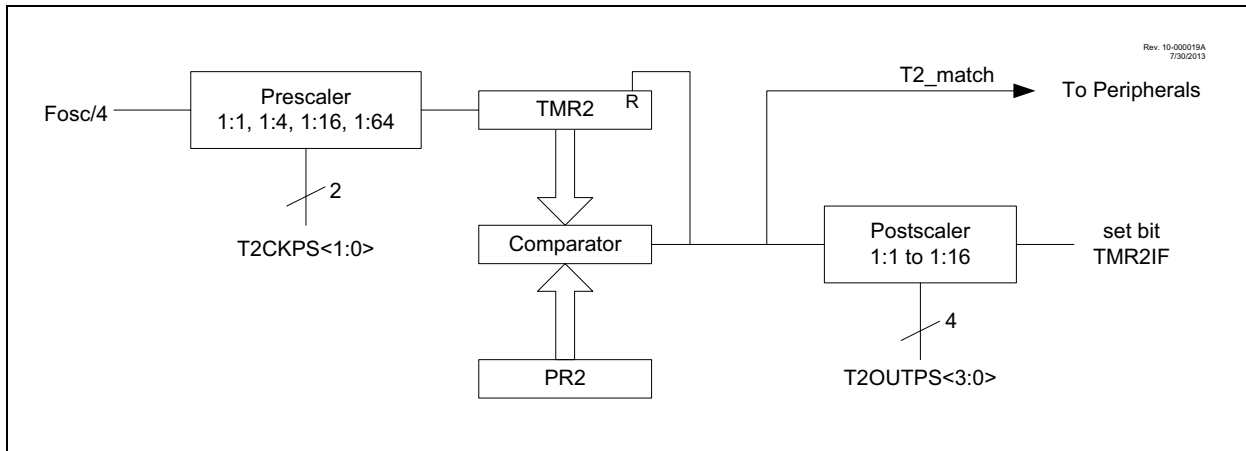 Rev. 10-000019A
7/30/2013
T2_match
To Peripherals
Fosc/4
Prescaler
1:1, 1:4, 1:16, 1:64
TMR2
R
2
T2CKPS<1:0>
Comparator
Postscaler
1:1 to 1:16
set bit
TMR2IF
4
T2OUTPS<3:0>
PR2